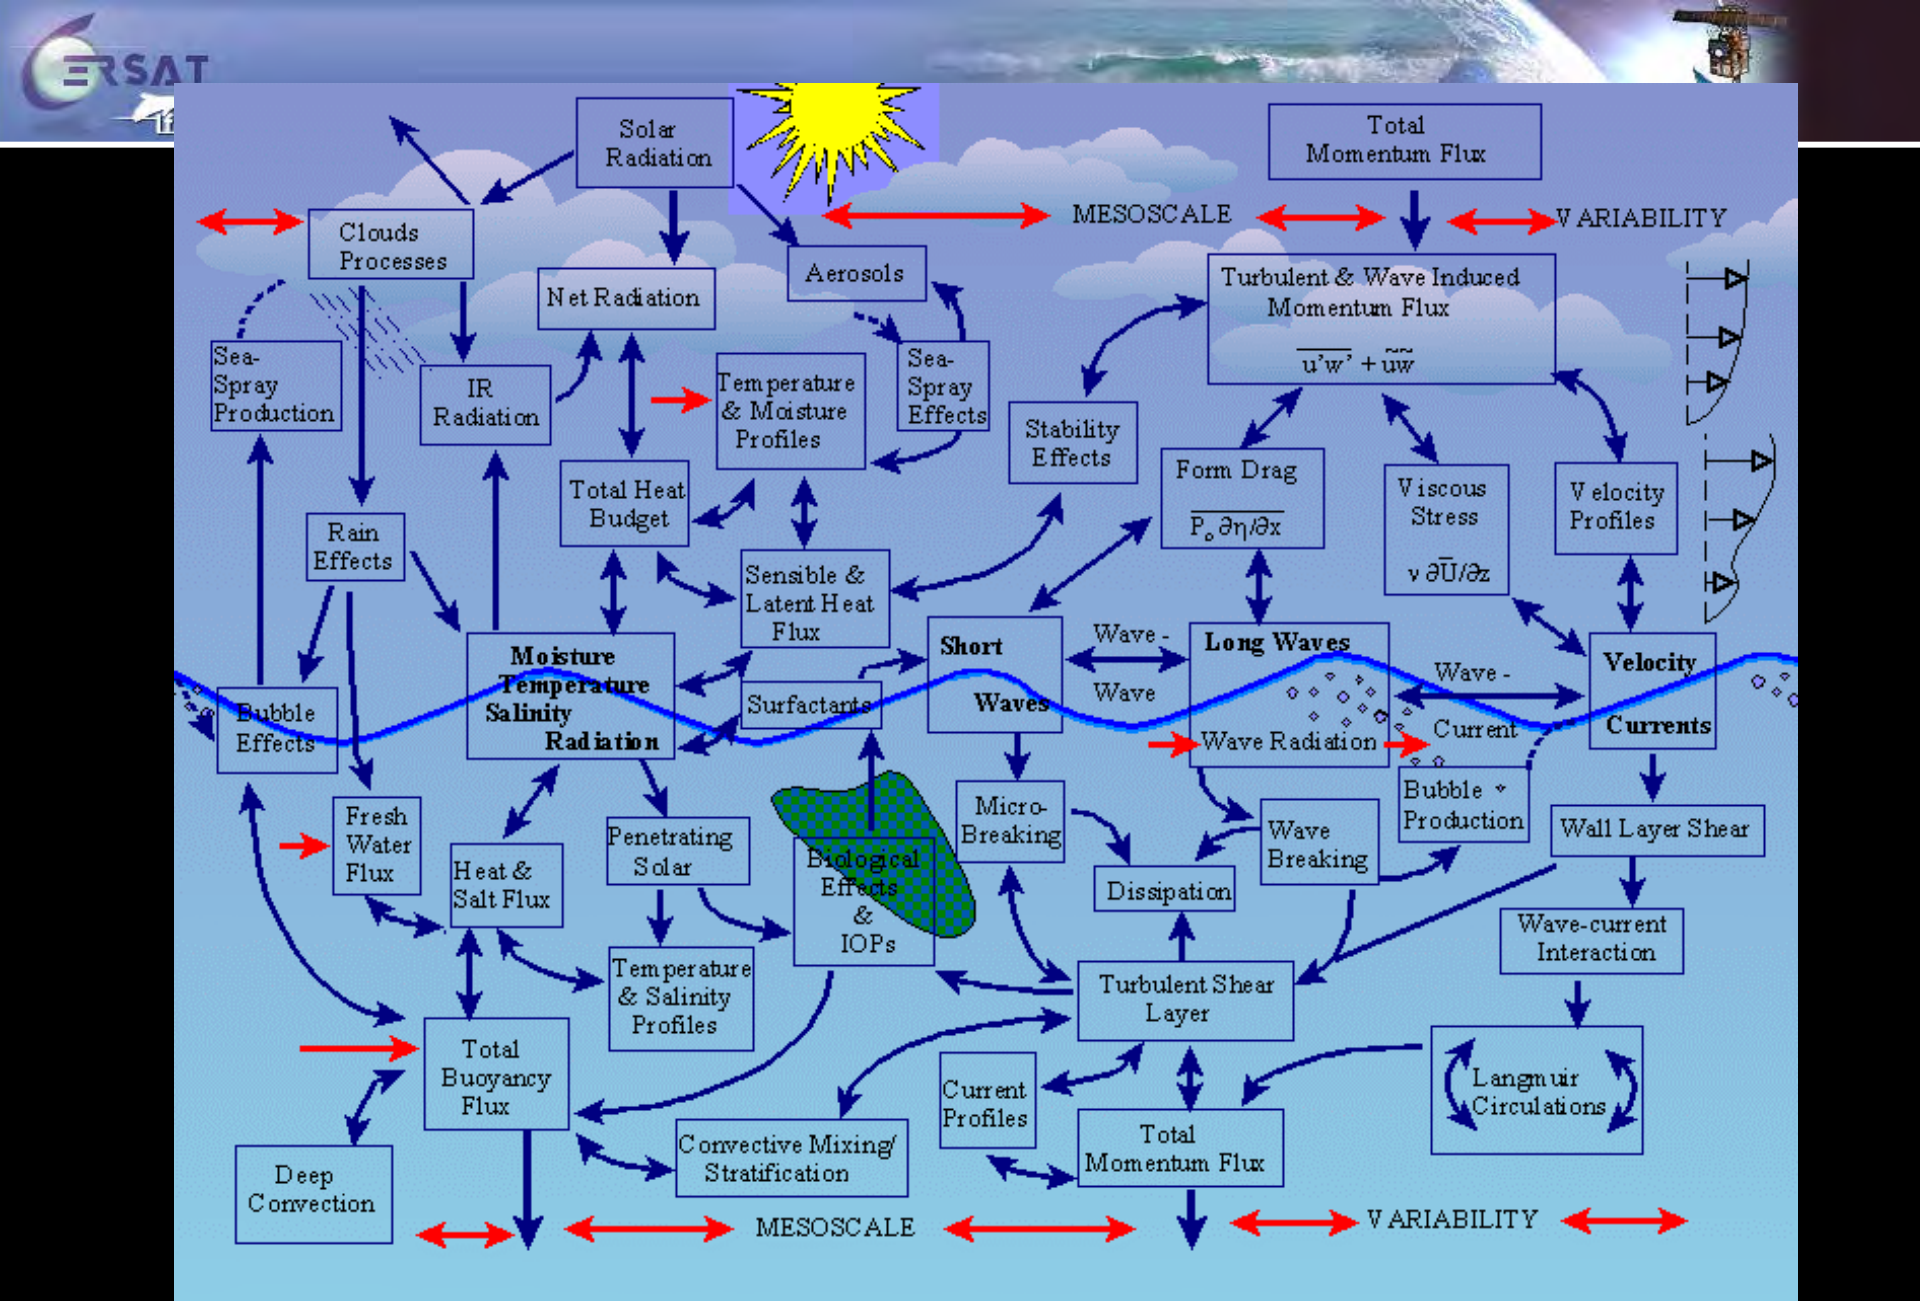 CERSAT
Solar
Radiation
Total
Momentum Flux
MESOSCALE
VARIABILITY
Clouds
Processes
Net Radiation
Aerosols
Turbulent & Wave Induced
Momentum Flux
u'w' + ũw̃
Sea-
Spray
Production
IR
Radiation
Temperature
& Moisture
Profiles
Sea-
Spray
Effects
Stability
Effects
Form Drag
P₀ ∂η/∂x
Viscous
Stress
ν ∂U̅/∂z
Velocity
Profiles
Total Heat
Budget
Rain
Effects
Sensible &
Latent Heat
Flux
Moisture
Temperature
Salinity
Radiation
Surfactants
Short
Waves
Wave -
Wave
Long Waves
Wave Radiation
Wave -
Current
Velocity
Currents
Bubble
Effects
Fresh
Water
Flux
Heat &
Salt Flux
Penetrating
Solar
Biological
Effects
&
IOPs
Micro-
Breaking
Wave
Breaking
Bubble
Production
Wall Layer Shear
Dissipation
Wave-current
Interaction
Temperature
& Salinity
Profiles
Turbulent Shear
Layer
Total
Buoyancy
Flux
Current
Profiles
Langmuir
Circulations
Convective Mixing/
Stratification
Total
Momentum Flux
Deep
Convection
MESOSCALE
VARIABILITY